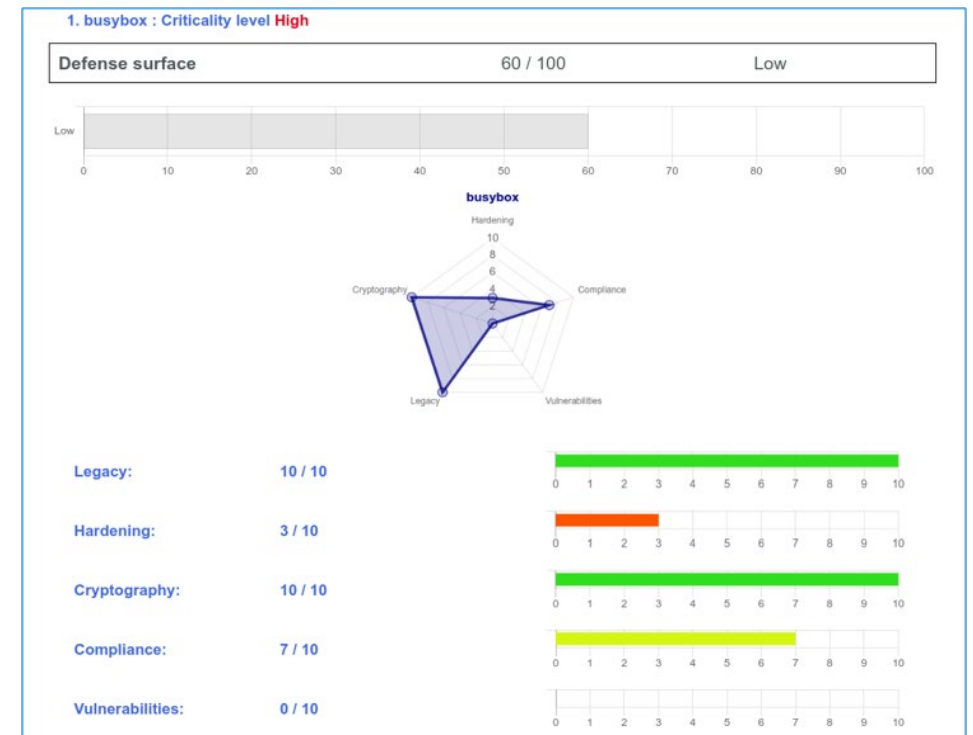 1. busybox : Criticality level High
Defense surface 60 / 100 Low
Low
0 10 20 30 40 50 60 70 80 90 100
busybox
Hardening
10
8
6
4
2
Cryptography
Compliance
Legacy
Vulnerabilities
Legacy: 10 / 10
0 1 2 3 4 5 6 7 8 9 10
Hardening: 3 / 10
0 1 2 3 4 5 6 7 8 9 10
Cryptography: 10 / 10
0 1 2 3 4 5 6 7 8 9 10
Compliance: 7 / 10
0 1 2 3 4 5 6 7 8 9 10
Vulnerabilities: 0 / 10
0 1 2 3 4 5 6 7 8 9 10